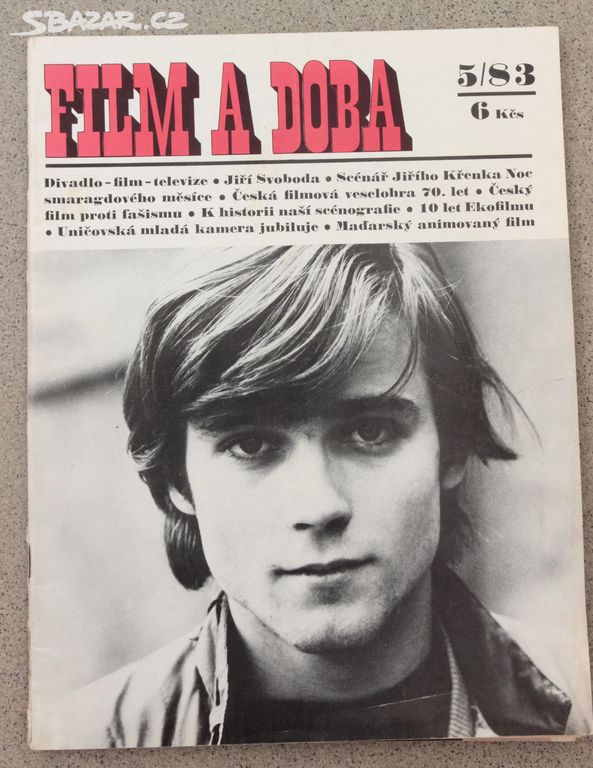 SBAZAR.CZ
FILM A DOBA
5/83
6 Kčs
Divadlo-film-televize • Jiří Svoboda • Scénář Jiřího Křenka Noc
smaragdového měsíce • Česká filmová veselohra 70. let • Český
film proti fašismu • K historii naší scénografie • 10 let Ekofilmu
• Uničovská mladá kamera jubiluje • Maďarský animovaný film